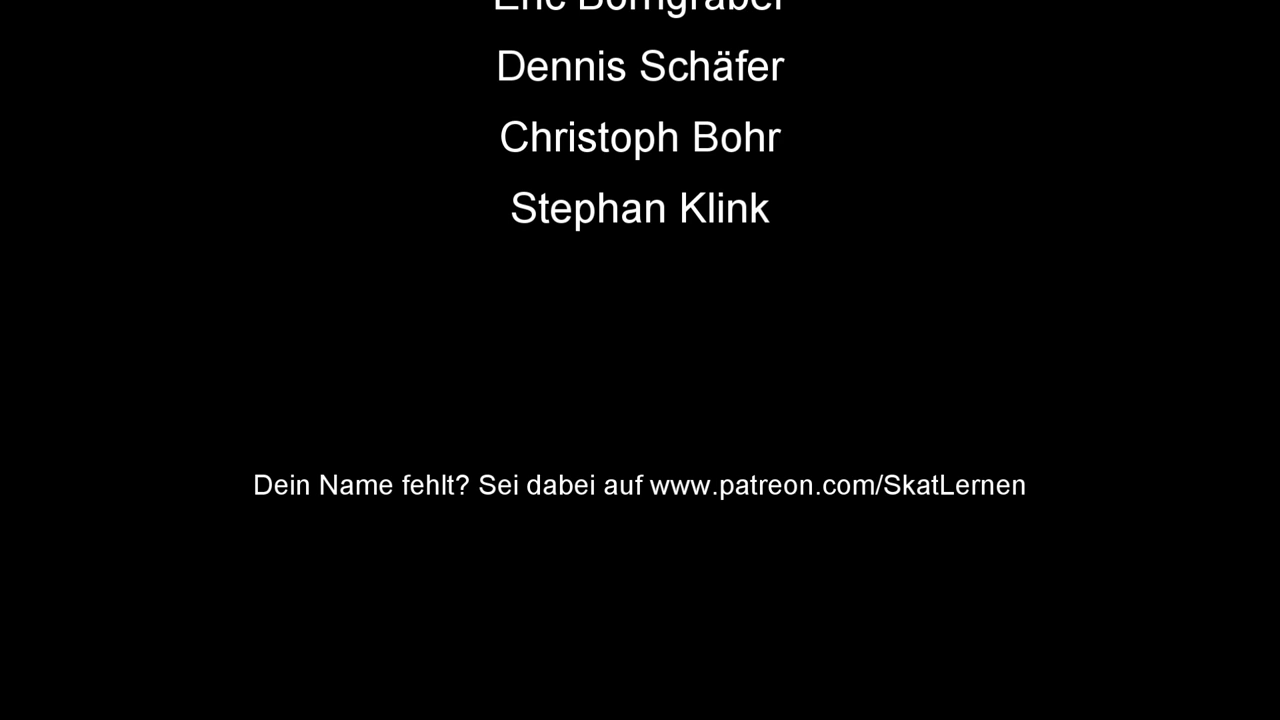 Dennis Schäfer
Christoph Bohr
Stephan Klink
Dein Name fehlt? Sei dabei auf www.patreon.com/SkatLernen